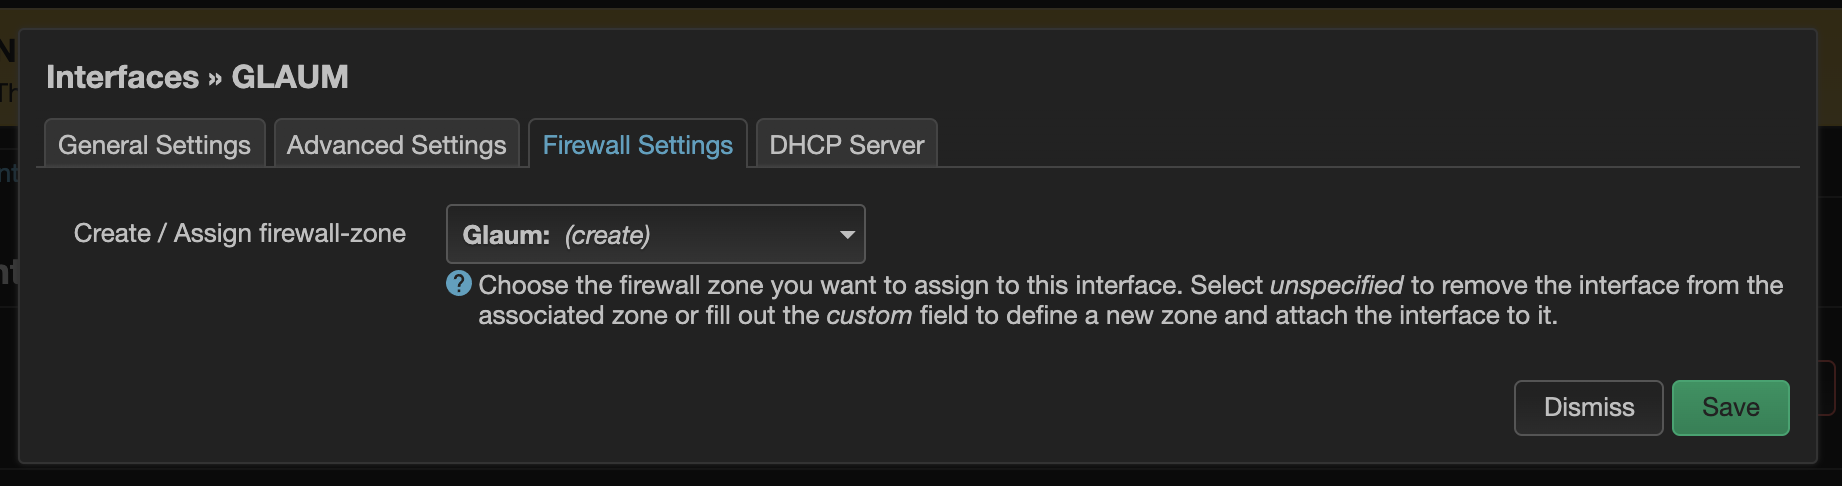 Interfaces » GLAUM
General Settings Advanced Settings Firewall Settings DHCP Server
Create / Assign firewall-zone Glaum: (create)
Choose the firewall zone you want to assign to this interface. Select unspecified to remove the interface from the
associated zone or fill out the custom field to define a new zone and attach the interface to it.
Dismiss Save